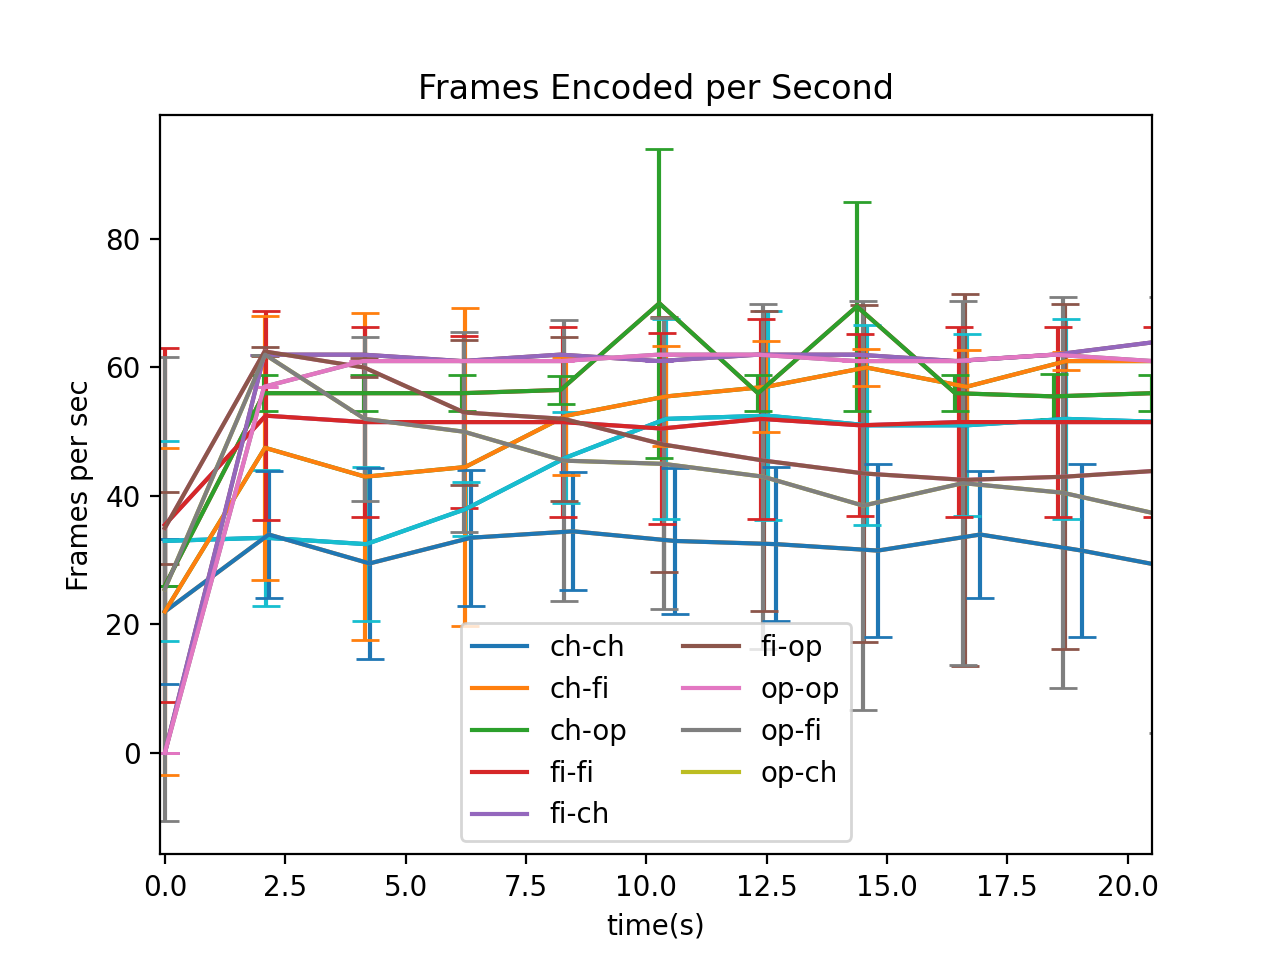 Frames Encoded per Second
Frames per sec
80
60
40
20
0
0.0 2.5 5.0 7.5 10.0 12.5 15.0 17.5 20.0
time(s)
ch-ch
ch-fi
ch-op
fi-fi
fi-ch
fi-op
op-op
op-fi
op-ch